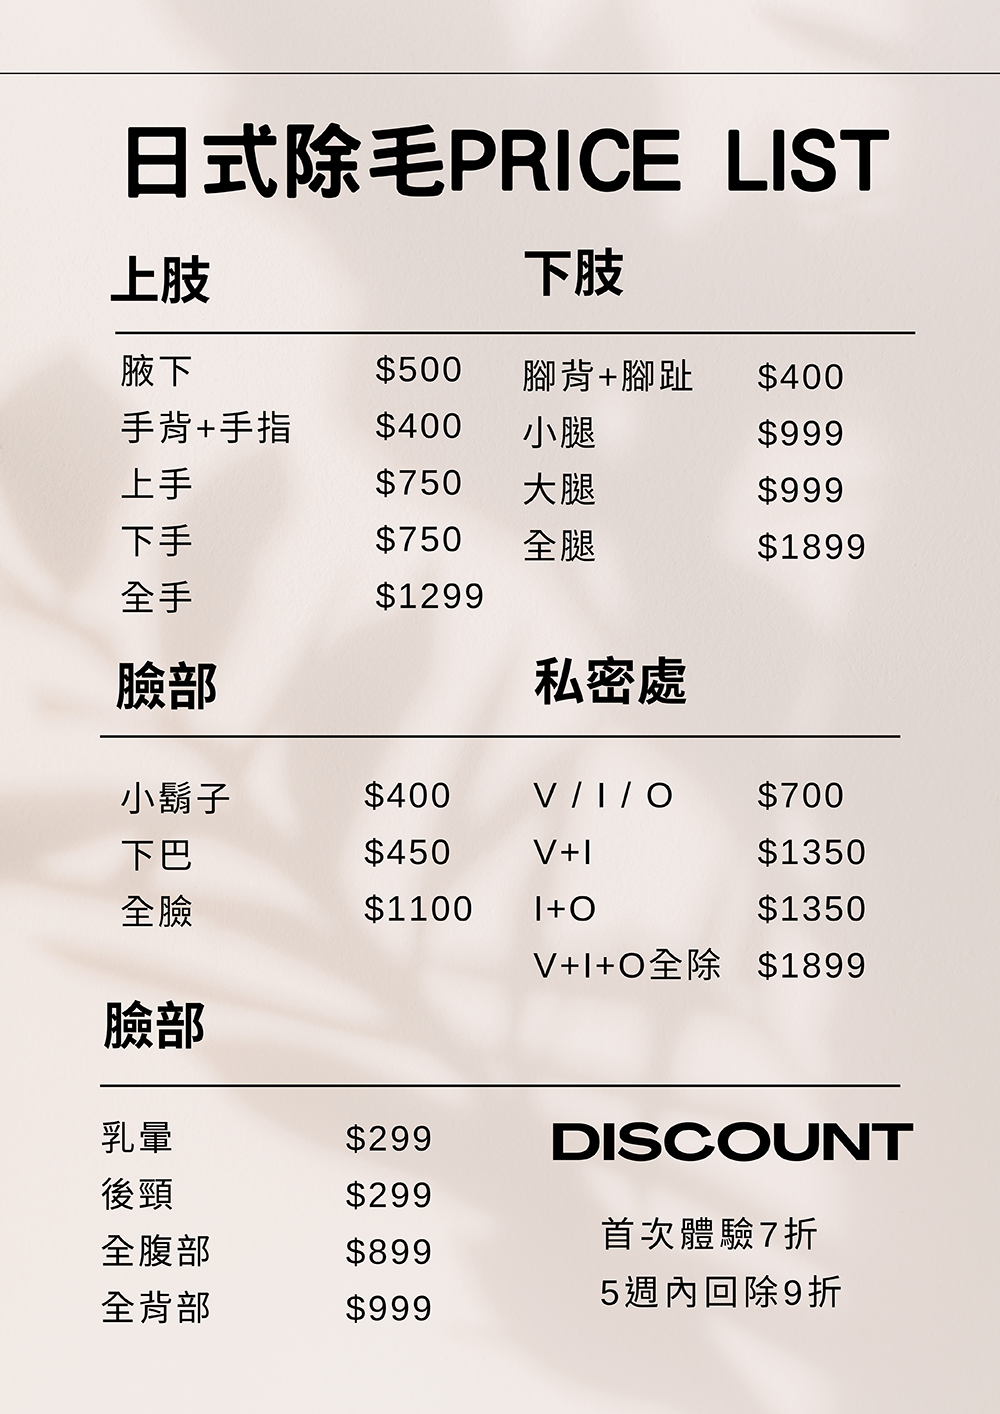 日式除毛PRICE LIST
上肢
腋下 $500
手背+手指 $400
上手 $750
下手 $750
全手 $1299
下肢
腳背+腳趾 $400
小腿 $999
大腿 $999
全腿 $1899
臉部
小鬍子 $400
下巴 $450
全臉 $1100
私密處
V / I / O $700
V+I $1350
I+O $1350
V+I+O全除 $1899
臉部
乳暈 $299
後頸 $299
全腹部 $899
全背部 $999
DISCOUNT
首次體驗7折
5週內回除9折